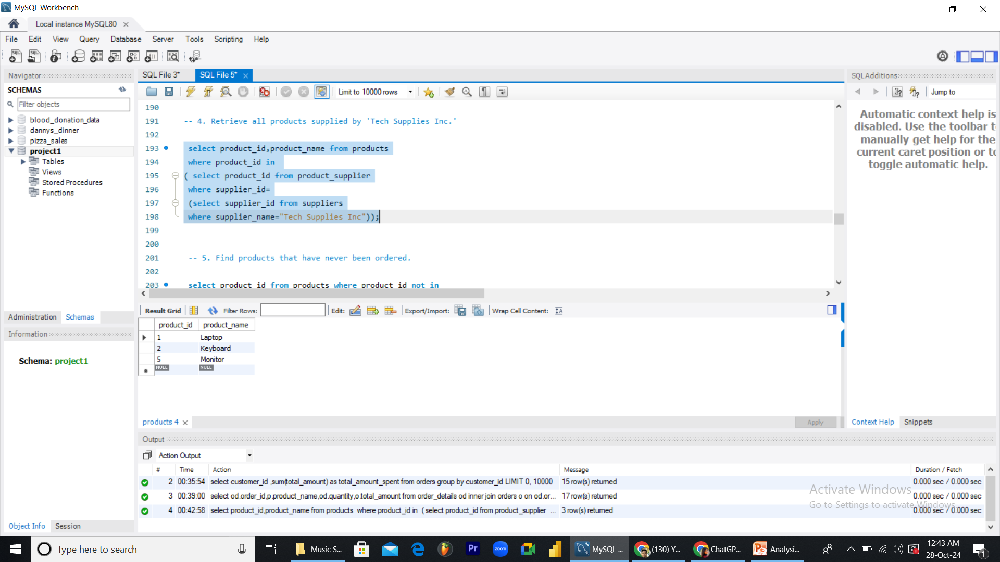 MySQL Workbench
Local instance MySQL80
File Edit View Query Database Server Tools Scripting Help
Navigator
SCHEMAS
Filter objects
blood_donation_data
dannys_dinner
pizza_sales
project1
Tables
Views
Stored Procedures
Functions
Administration Schemas
Information
Schema: project1
Object Info Session
SQL File 3* SQL File 5*
Limit to 10000 rows
190
191 -- 4. Retrieve all products supplied by 'Tech Supplies Inc.'
192
193 select product_id,product_name from products
194 where product_id in
195 ( select product_id from product_supplier
196 where supplier_id=
197 (select supplier_id from suppliers
198 where supplier_name="Tech Supplies Inc"));
199
200
201 -- 5. Find products that have never been ordered.
202
203 select product_id from products where product_id not in
Result Grid Filter Rows: Edit: Export/Import: Wrap Cell Content:
product_id product_name
1 Laptop
2 Keyboard
5 Monitor
NULL NULL
products 4
Apply
SQLAdditions
Jump to
Automatic context help is
disabled. Use the toolbar t
manually get help for the
current caret position or to
toggle automatic help.
Context Help Snippets
Output
Action Output
# Time Action Message Duration / Fetch
2 00:35:54 select customer_id ,sum(total_amount) as total_amount_spent from orders group by customer_id LIMIT 0, 10000 15 row(s) returned 0.000 sec / 0.000 sec
3 00:39:00 select od.order_id,p.product_name,od.quantity,o.total_amount from order_details od inner join orders o on od.or... 17 row(s) returned 0.000 sec / 0.000 sec
4 00:42:58 select product_id,product_name from products where product_id in ( select product_id from product_supplier ... 3 row(s) returned 0.000 sec / 0.000 sec
Activate Windows
Go to Settings to activate Windows.
Type here to search
Music S...
Pr
zoom
MySQL ...
(130) Y...
ChatGP...
Analysi...
12:43 AM
28-Oct-24
1